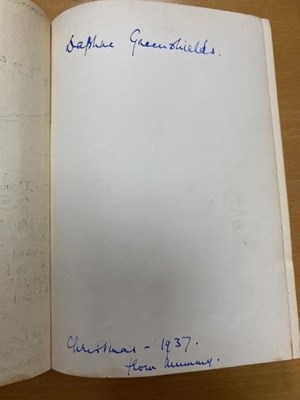 Daphne Greenshields.
Christmas - 1937.
from Mummy.